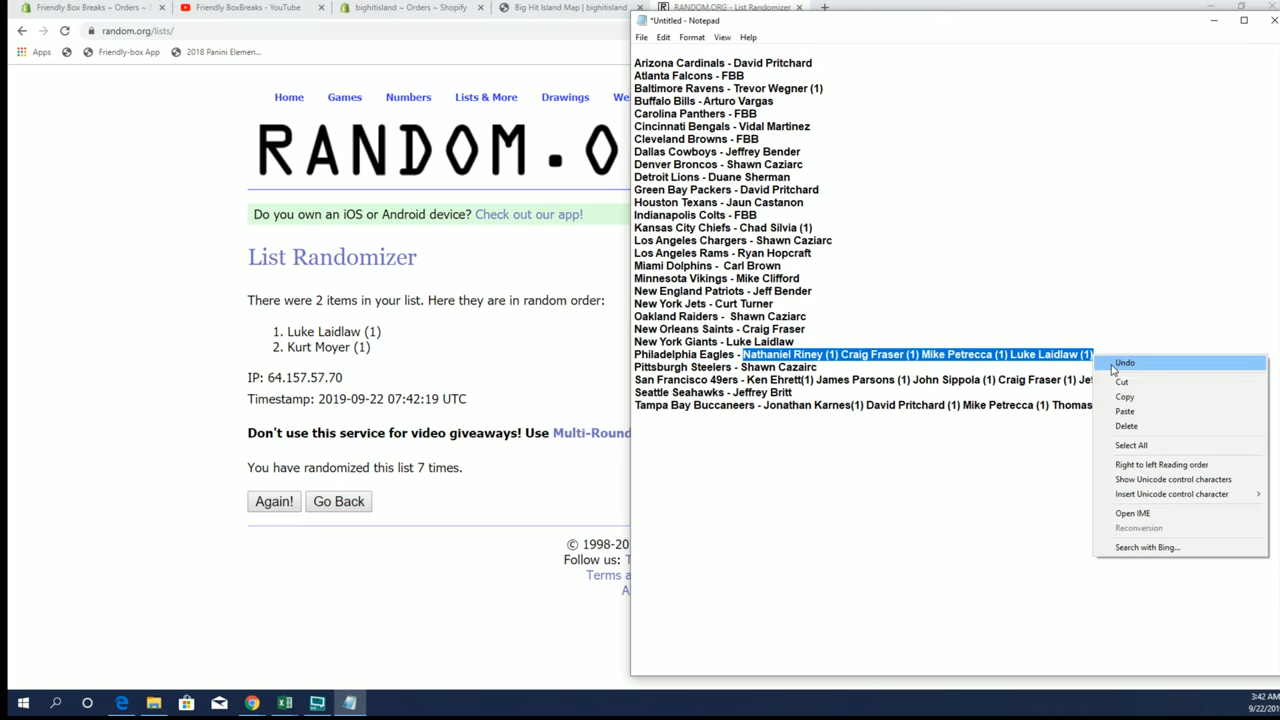 Friendly Box Breaks ~ Orders ~ S
Friendly BoxBreaks - YouTube
bighitisland ~ Orders ~ Shopify
Big Hit Island Map | bighitisland
RANDOM.ORG - List Randomizer
random.org/lists/
Apps
Friendly-box App
2018 Panini Elemen...
Home
Games
Numbers
Lists & More
Drawings
We
RANDOM.O
Do you own an iOS or Android device? Check out our app!
List Randomizer
There were 2 items in your list. Here they are in random order:
1. Luke Laidlaw (1)
2. Kurt Moyer (1)
IP: 64.157.57.70
Timestamp: 2019-09-22 07:42:19 UTC
Don't use this service for video giveaways! Use Multi-Round
You have randomized this list 7 times.
Again!
Go Back
© 1998-20
Follow us: T
Terms a
A
*Untitled - Notepad
File Edit Format View Help
Arizona Cardinals - David Pritchard
Atlanta Falcons - FBB
Baltimore Ravens - Trevor Wegner (1)
Buffalo Bills - Arturo Vargas
Carolina Panthers - FBB
Cincinnati Bengals - Vidal Martinez
Cleveland Browns - FBB
Dallas Cowboys - Jeffrey Bender
Denver Broncos - Shawn Caziarc
Detroit Lions - Duane Sherman
Green Bay Packers - David Pritchard
Houston Texans - Jaun Castanon
Indianapolis Colts - FBB
Kansas City Chiefs - Chad Silvia (1)
Los Angeles Chargers - Shawn Caziarc
Los Angeles Rams - Ryan Hopcraft
Miami Dolphins - Carl Brown
Minnesota Vikings - Mike Clifford
New England Patriots - Jeff Bender
New York Jets - Curt Turner
Oakland Raiders - Shawn Caziarc
New Orleans Saints - Craig Fraser
New York Giants - Luke Laidlaw
Philadelphia Eagles - Nathaniel Riney (1) Craig Fraser (1) Mike Petrecca (1) Luke Laidlaw (1)
Pittsburgh Steelers - Shawn Cazairc
San Francisco 49ers - Ken Ehrett(1) James Parsons (1) John Sippola (1) Craig Fraser (1) Je
Seattle Seahawks - Jeffrey Britt
Tampa Bay Buccaneers - Jonathan Karnes(1) David Pritchard (1) Mike Petrecca (1) Thomas
Undo
Cut
Copy
Paste
Delete
Select All
Right to left Reading order
Show Unicode control characters
Insert Unicode control character
Open IME
Reconversion
Search with Bing...
3:42 AM
9/22/20